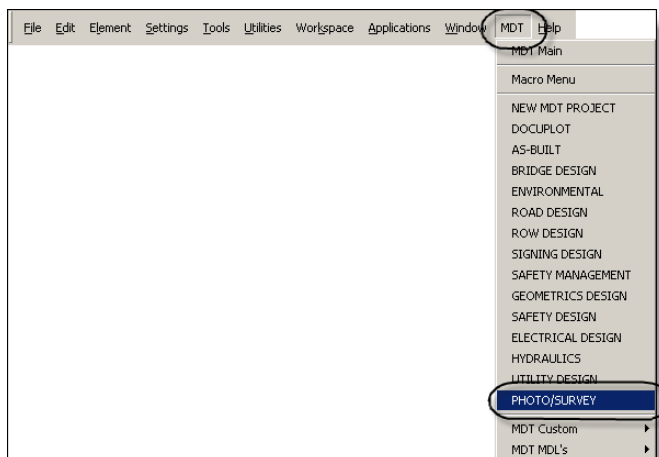 File Edit Element Settings Tools Utilities Workspace Applications Window MDT Help
MDT Main
Macro Menu
NEW MDT PROJECT
DOCUPLOT
AS-BUILT
BRIDGE DESIGN
ENVIRONMENTAL
ROAD DESIGN
ROW DESIGN
SIGNING DESIGN
SAFETY MANAGEMENT
GEOMETRICS DESIGN
SAFETY DESIGN
ELECTRICAL DESIGN
HYDRAULICS
UTILITY DESIGN
PHOTO/SURVEY
MDT Custom
MDT MDL's